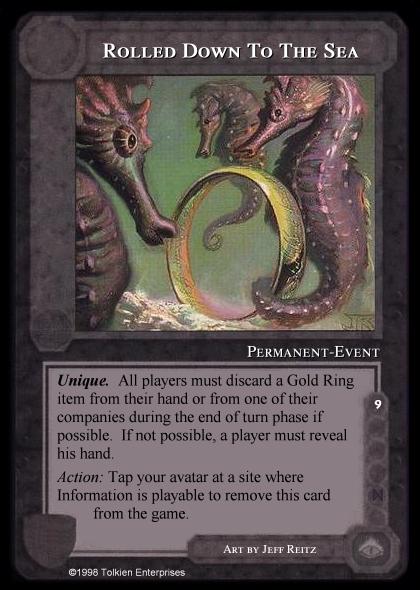 Rolled Down To The Sea
JR
Permanent-Event
Unique. All players must discard a Gold Ring
item from their hand or from one of their
companies during the end of turn phase if
possible. If not possible, a player must reveal
his hand.
9
Action: Tap your avatar at a site where
Information is playable to remove this card
from the game.
Art by Jeff Reitz
©1998 Tolkien Enterprises